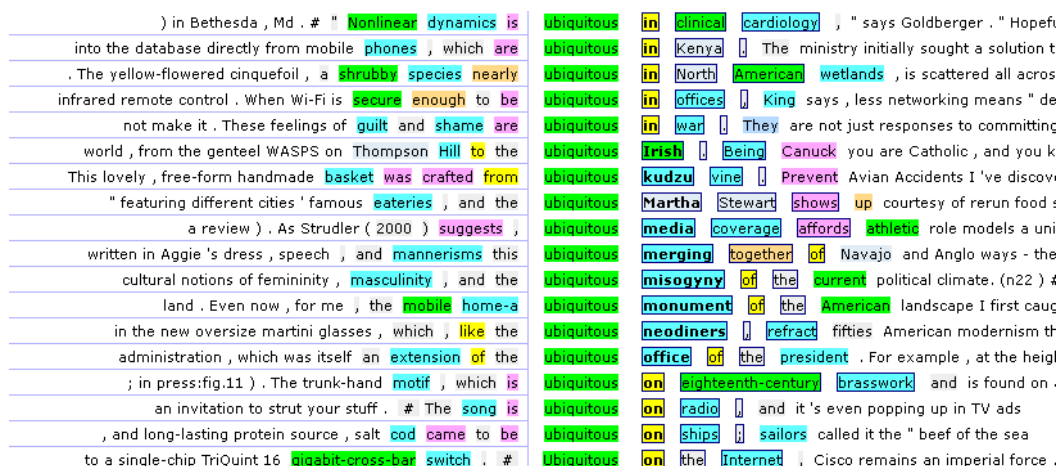 ) in Bethesda , Md . # " Nonlinear dynamics is ubiquitous in clinical cardiology , " says Goldberger . " Hopefu
into the database directly from mobile phones , which are ubiquitous in Kenya . The ministry initially sought a solution t
. The yellow-flowered cinquefoil , a shrubby species nearly ubiquitous in North American wetlands , is scattered all acros
infrared remote control . When Wi-Fi is secure enough to be ubiquitous in offices , King says , less networking means " de
not make it . These feelings of guilt and shame are ubiquitous in war . They are not just responses to committing
world , from the genteel WASPS on Thompson Hill to the ubiquitous Irish . Being Canuck you are Catholic , and you k
This lovely , free-form handmade basket was crafted from ubiquitous kudzu vine . Prevent Avian Accidents I 've discove
" featuring different cities ' famous eateries , and the ubiquitous Martha Stewart shows up courtesy of rerun food s
a review ) . As Strudler ( 2000 ) suggests , ubiquitous media coverage affords athletic role models a uni
written in Aggie 's dress , speech , and mannerisms this ubiquitous merging together of Navajo and Anglo ways - the
cultural notions of femininity , masculinity , and the ubiquitous misogyny of the current political climate. (n22 ) #
land . Even now , for me , the mobile home-a ubiquitous monument of the American landscape I first caug
in the new oversize martini glasses , which , like the ubiquitous neodiners , refract fifties American modernism th
administration , which was itself an extension of the ubiquitous office of the president . For example , at the heigh
; in press:fig.11 ) . The trunk-hand motif , which is ubiquitous on eighteenth-century brasswork and is found on
an invitation to strut your stuff . # The song is ubiquitous on radio , and it 's even popping up in TV ads
, and long-lasting protein source , salt cod came to be ubiquitous on ships ; sailors called it the " beef of the sea
to a single-chip TriQuint 16 gigabit-cross-bar switch . # Ubiquitous on the Internet , Cisco remains an imperial force